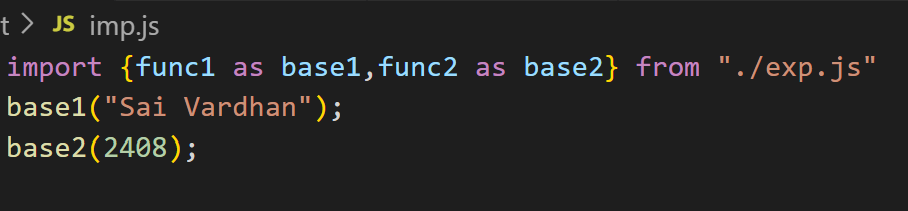 t > JS imp.js
import {func1 as base1,func2 as base2} from "./exp.js"
base1("Sai Vardhan");
base2(2408);